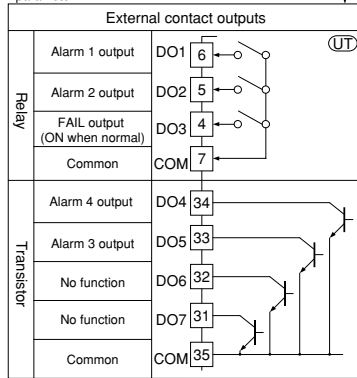 External contact outputs
UT
Relay
Alarm 1 output DO1 6
Alarm 2 output DO2 5
FAIL output
(ON when normal) DO3 4
Common COM 7
Transistor
Alarm 4 output DO4 34
Alarm 3 output DO5 33
No function DO6 32
No function DO7 31
Common COM 35